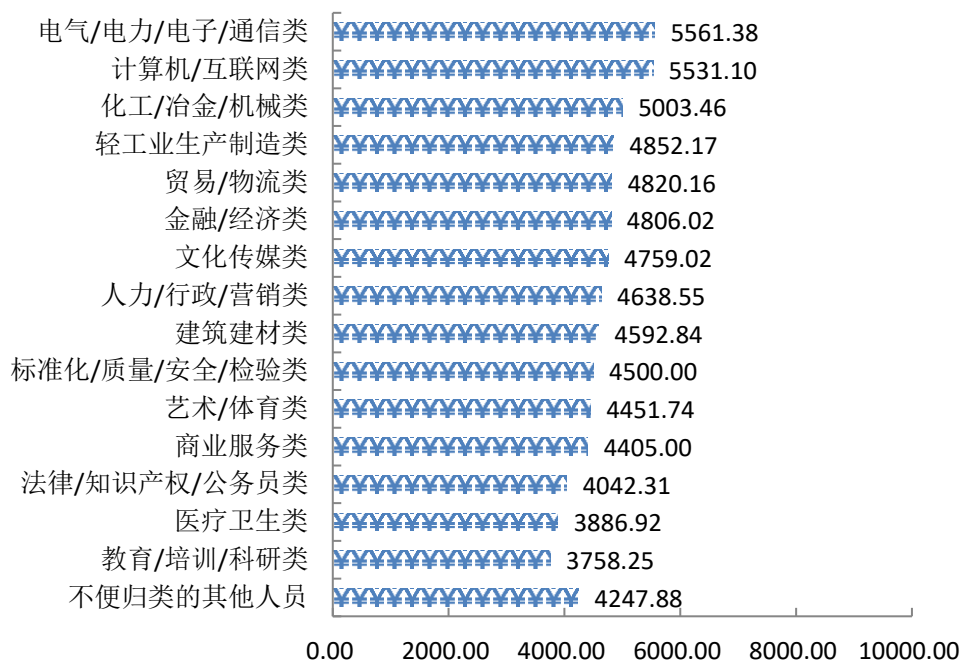 电气/电力/电子/通信类 5561.38
计算机/互联网类 5531.10
化工/冶金/机械类 5003.46
轻工业生产制造类 4852.17
贸易/物流类 4820.16
金融/经济类 4806.02
文化传媒类 4759.02
人力/行政/营销类 4638.55
建筑建材类 4592.84
标准化/质量/安全/检验类 4500.00
艺术/体育类 4451.74
商业服务类 4405.00
法律/知识产权/公务员类 4042.31
医疗卫生类 3886.92
教育/培训/科研类 3758.25
不便归类的其他人员 4247.88
0.00 2000.00 4000.00 6000.00 8000.00 10000.00